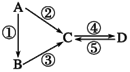 A ②
① C ④ D
⑤
B ③